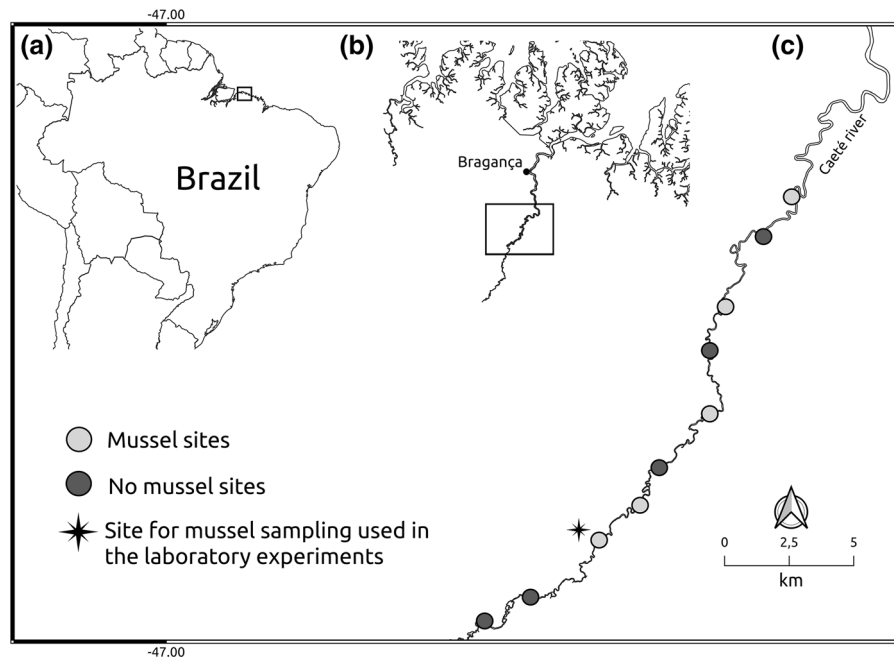 -47.00
(a)
(b)
(c)
Brazil
Bragança
Caeté river
Mussel sites
No mussel sites
Site for mussel sampling used in
the laboratory experiments
0 2,5 5
km
-47.00